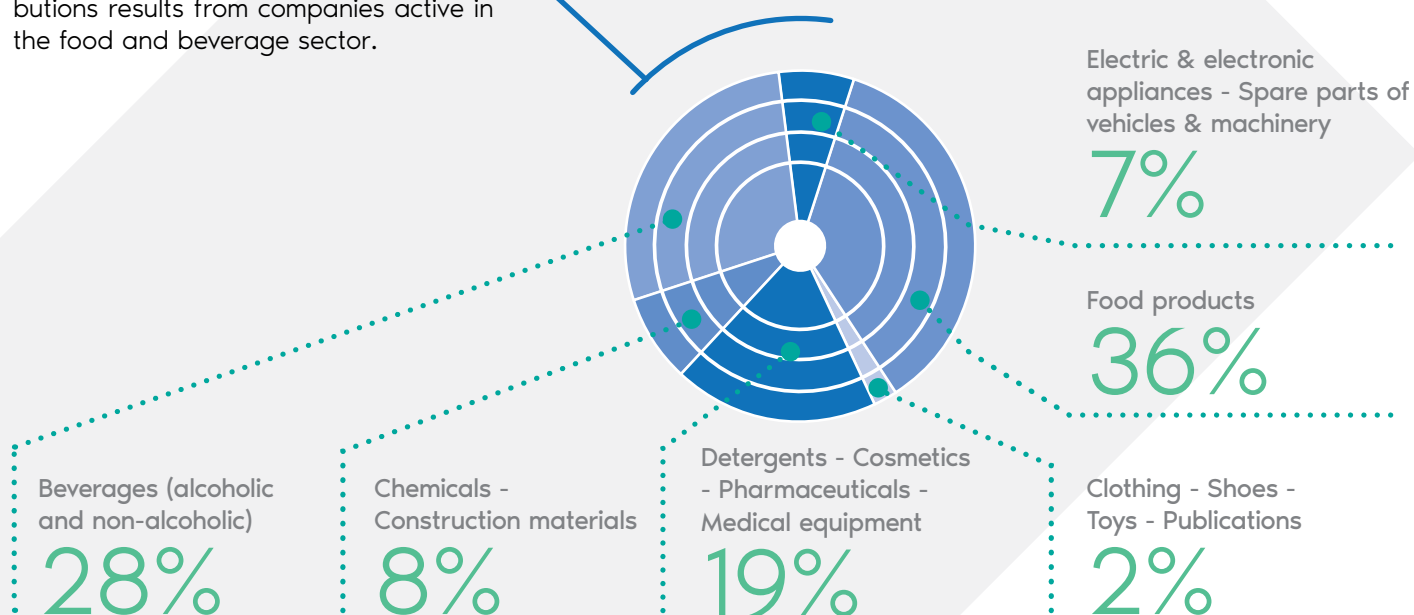 butions results from companies active in
the food and beverage sector.
Electric & electronic
appliances - Spare parts of
vehicles & machinery
7%
Food products
36%
Beverages (alcoholic
and non-alcoholic)
28%
Chemicals -
Construction materials
8%
Detergents - Cosmetics
- Pharmaceuticals -
Medical equipment
19%
Clothing - Shoes -
Toys - Publications
2%